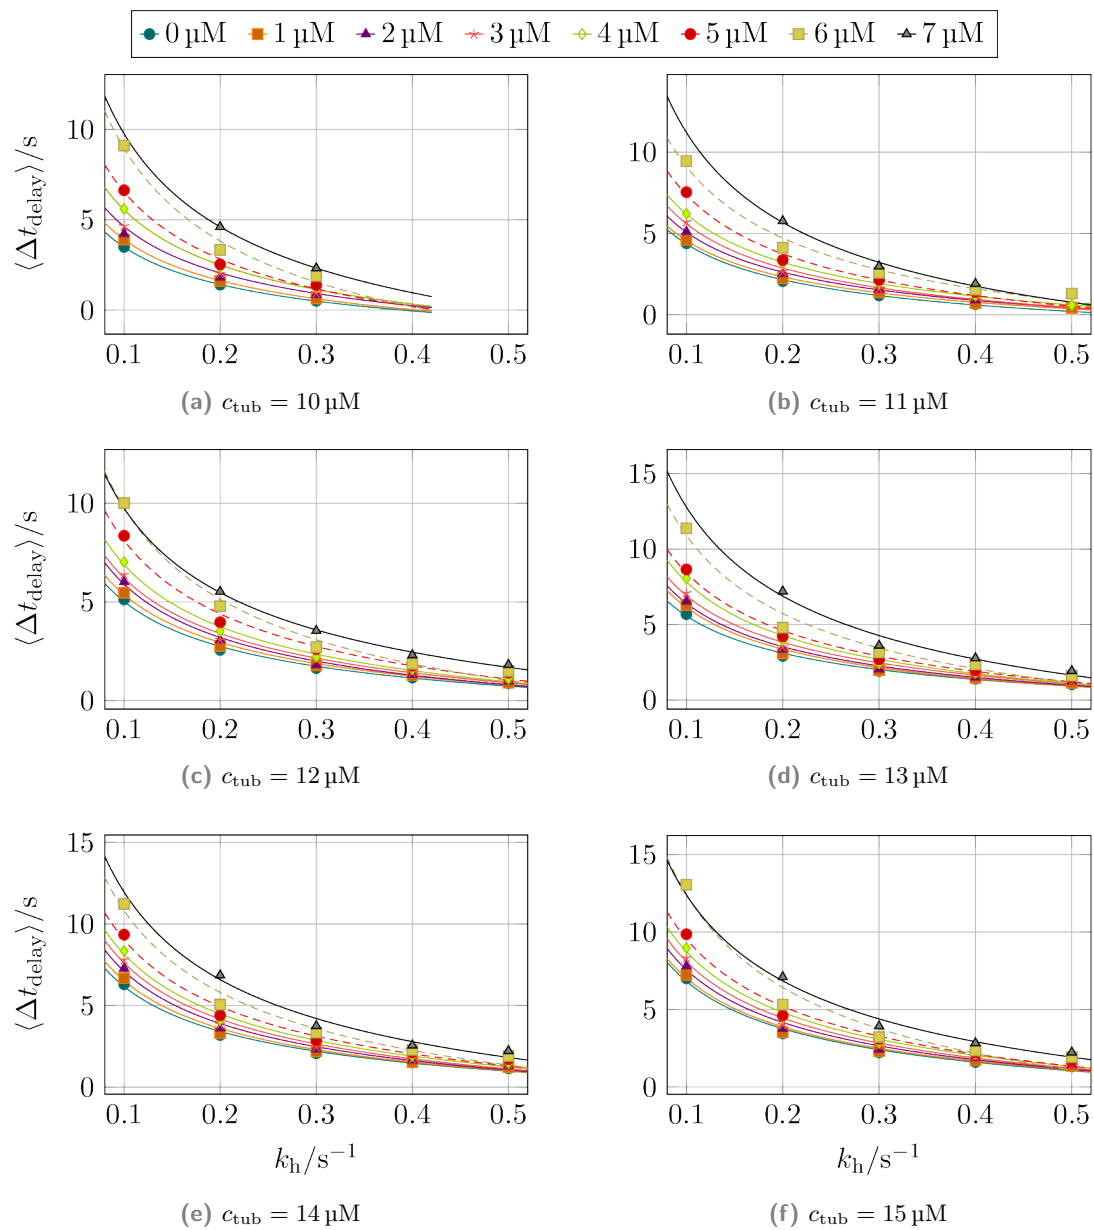 0 μM 1 μM 2 μM 3 μM 4 μM 5 μM 6 μM 7 μM
⟨Δt_delay⟩/s
10
5
0
0.1 0.2 0.3 0.4 0.5
(a) c_tub = 10 μM
10
5
0
0.1 0.2 0.3 0.4 0.5
(b) c_tub = 11 μM
⟨Δt_delay⟩/s
10
5
0
0.1 0.2 0.3 0.4 0.5
(c) c_tub = 12 μM
15
10
5
0
0.1 0.2 0.3 0.4 0.5
(d) c_tub = 13 μM
⟨Δt_delay⟩/s
15
10
5
0
0.1 0.2 0.3 0.4 0.5
k_h/s⁻¹
(e) c_tub = 14 μM
15
10
5
0
0.1 0.2 0.3 0.4 0.5
k_h/s⁻¹
(f) c_tub = 15 μM